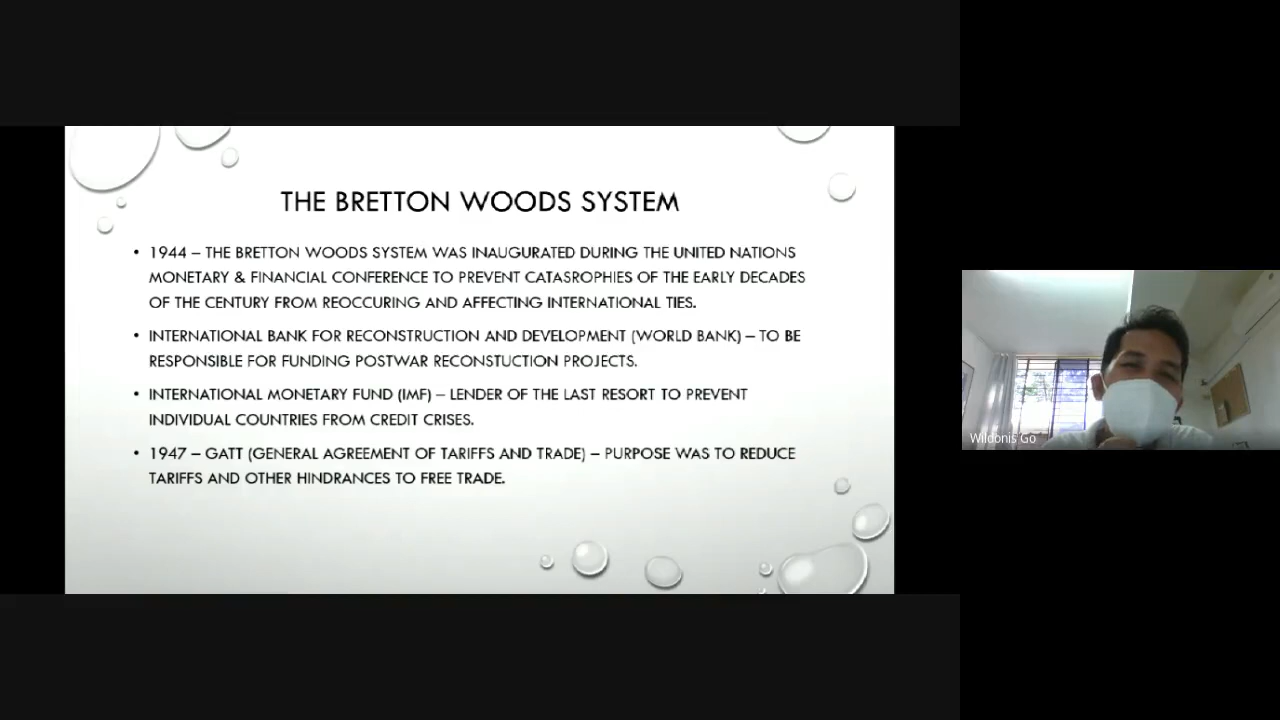 THE BRETTON WOODS SYSTEM
• 1944 – THE BRETTON WOODS SYSTEM WAS INAUGURATED DURING THE UNITED NATIONS
MONETARY & FINANCIAL CONFERENCE TO PREVENT CATASROPHIES OF THE EARLY DECADES
OF THE CENTURY FROM REOCCURING AND AFFECTING INTERNATIONAL TIES.
• INTERNATIONAL BANK FOR RECONSTRUCTION AND DEVELOPMENT (WORLD BANK) – TO BE
RESPONSIBLE FOR FUNDING POSTWAR RECONSTUCTION PROJECTS.
• INTERNATIONAL MONETARY FUND (IMF) – LENDER OF THE LAST RESORT TO PREVENT
INDIVIDUAL COUNTRIES FROM CREDIT CRISES.
• 1947 – GATT (GENERAL AGREEMENT OF TARIFFS AND TRADE) – PURPOSE WAS TO REDUCE
TARIFFS AND OTHER HINDRANCES TO FREE TRADE.
Wildonis Go